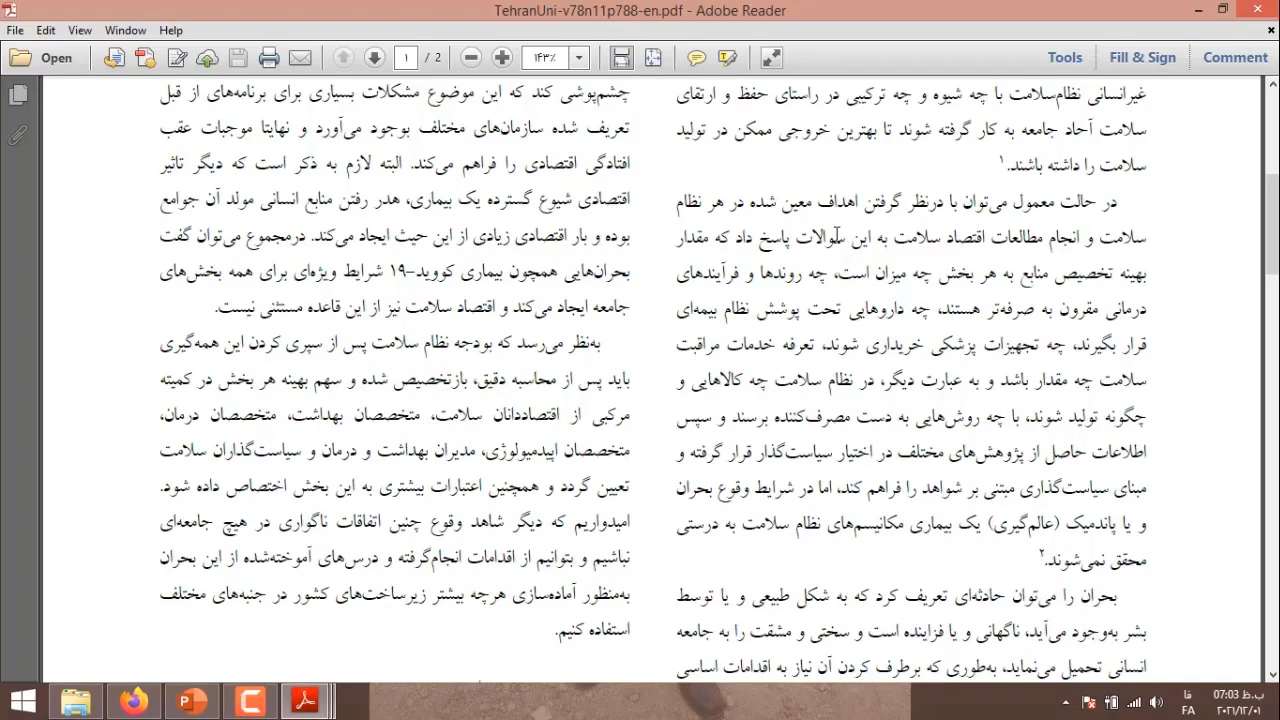 TehranUni-v78n11p788-en.pdf - Adobe Reader
File Edit View Window Help
Open ۱ / 2 ۱۴۳٪ Tools Fill & Sign Comment
غیرانسانی نظام‌سلامت با چه شیوه و چه ترکیبی در راستای حفظ و ارتقای
سلامت آحاد جامعه به کار گرفته شوند تا بهترین خروجی ممکن در تولید
سلامت را داشته باشند.۱
در حالت معمول می‌توان با درنظر گرفتن اهداف معین شده در هر نظام
سلامت و انجام مطالعات اقتصاد سلامت به این سوالات پاسخ داد که مقدار
بهینه تخصیص منابع به هر بخش چه میزان است، چه روندها و فرآیندهای
درمانی مقرون به صرفه‌تر هستند، چه داروهایی تحت پوشش نظام بیمه‌ای
قرار بگیرند، چه تجهیزات پزشکی خریداری شوند، تعرفه خدمات مراقبت
سلامت چه مقدار باشد و به عبارت دیگر، در نظام سلامت چه کالاهایی و
چگونه تولید شوند، با چه روش‌هایی به دست مصرف‌کننده برسند و سپس
اطلاعات حاصل از پژوهش‌های مختلف در اختیار سیاست‌گذار قرار گرفته و
مبنای سیاست‌گذاری مبتنی بر شواهد را فراهم کند، اما در شرایط وقوع بحران
و یا پاندمیک (عالم‌گیری) یک بیماری مکانیسم‌های نظام سلامت به درستی
محقق نمی‌شوند.۲
بحران را می‌توان حادثه‌ای تعریف کرد که به شکل طبیعی و یا توسط
بشر به‌وجود می‌آید، ناگهانی و یا فزاینده است و سختی و مشقت را به جامعه
انسانی تحمیل می‌نماید، به‌طوری که برطرف کردن آن نیاز به اقدامات اساسی
چشم‌پوشی کند که این موضوع مشکلات بسیاری برای برنامه‌های از قبل
تعریف شده سازمان‌های مختلف بوجود می‌آورد و نهایتا موجبات عقب
افتادگی اقتصادی را فراهم می‌کند. البته لازم به ذکر است که دیگر تاثیر
اقتصادی شیوع گسترده یک بیماری، هدر رفتن منابع انسانی مولد آن جوامع
بوده و بار اقتصادی زیادی از این حیث ایجاد می‌کند. درمجموع می‌توان گفت
بحران‌هایی همچون بیماری کووید-۱۹ شرایط ویژه‌ای برای همه بخش‌های
جامعه ایجاد می‌کند و اقتصاد سلامت نیز از این قاعده مستثنی نیست.
به‌نظر می‌رسد که بودجه نظام سلامت پس از سپری کردن این همه‌گیری
باید پس از محاسبه دقیق، بازتخصیص شده و سهم بهینه هر بخش در کمیته
مرکبی از اقتصاددانان سلامت، متخصصان بهداشت، متخصصان درمان،
متخصصان اپیدمیولوژی، مدیران بهداشت و درمان و سیاست‌گذاران سلامت
تعیین گردد و همچنین اعتبارات بیشتری به این بخش اختصاص داده شود.
امیدواریم که دیگر شاهد وقوع چنین اتفاقات ناگواری در هیچ جامعه‌ای
نباشیم و بتوانیم از اقدامات انجام‌گرفته و درس‌های آموخته‌شده از این بحران
به‌منظور آماده‌سازی هرچه بیشتر زیرساخت‌های کشور در جنبه‌های مختلف
استفاده کنیم.
فا
FA
07:03 ب.ظ
۲۰۲۱/۱۲/۰۱